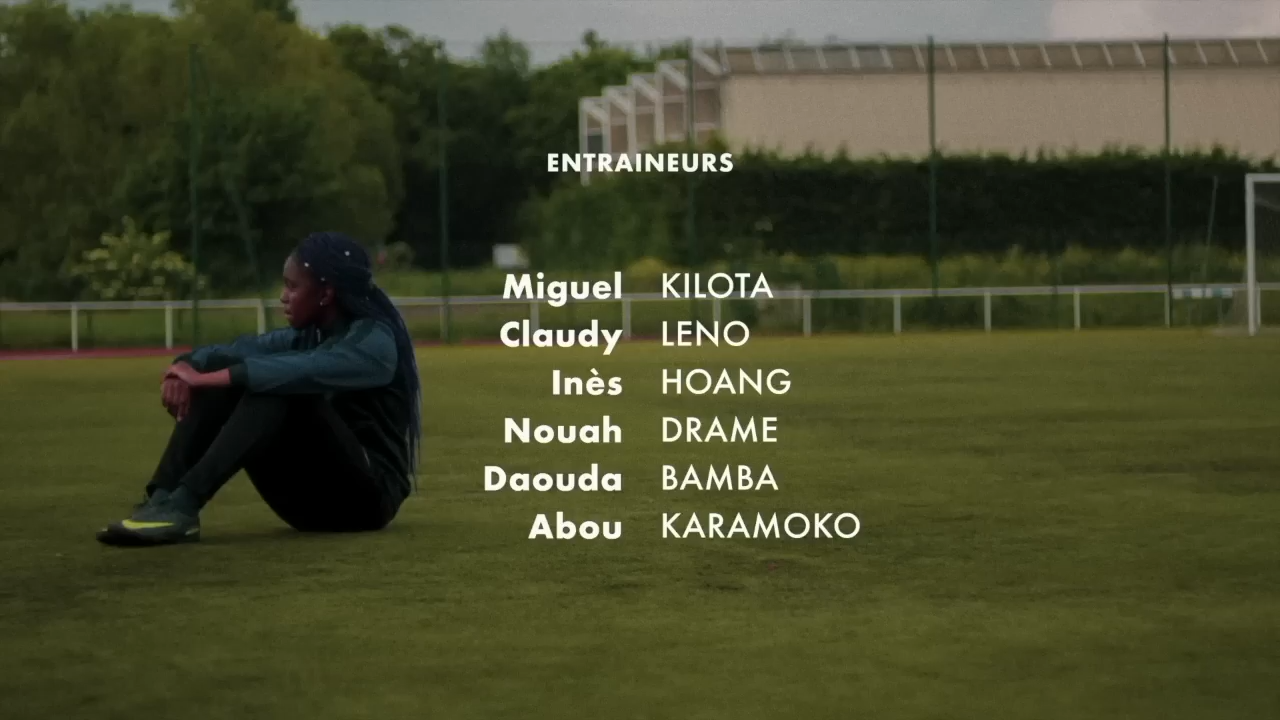 ENTRAINEURS
Miguel KILOTA
Claudy LENO
Inès HOANG
Nouah DRAME
Daouda BAMBA
Abou KARAMOKO